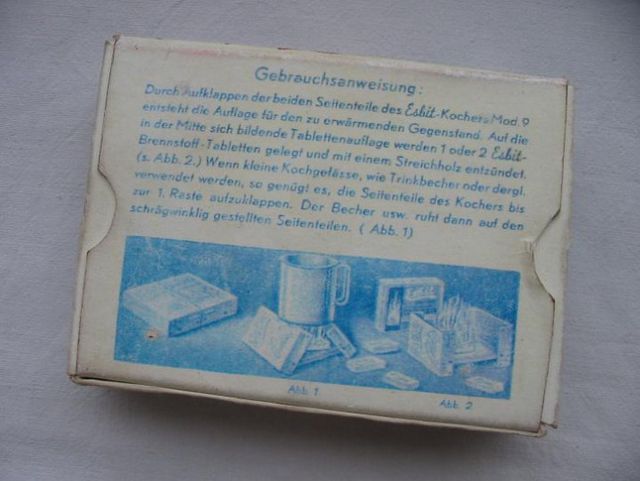 Gebrauchsanweisung:
Durch Aufklappen der beiden Seitenteile des Esbit-Kochers Mod. 9
entsteht die Auflage für den zu erwärmenden Gegenstand. Auf die
in der Mitte sich bildende Tablettenauflage werden 1 oder 2 Esbit-
Brennstoff-Tabletten gelegt und mit einem Streichholz entzündet.
(s. Abb. 2.) Wenn kleine Kochgefässe, wie Trinkbecher oder dergl.
verwendet werden, so genügt es, die Seitenteile des Kochers bis
zur 1. Raste aufzuklappen. Der Becher usw. ruht dann auf den
schrägwinklig gestellten Seitenteilen. ( Abb. 1)
Abb. 1
Abb. 2